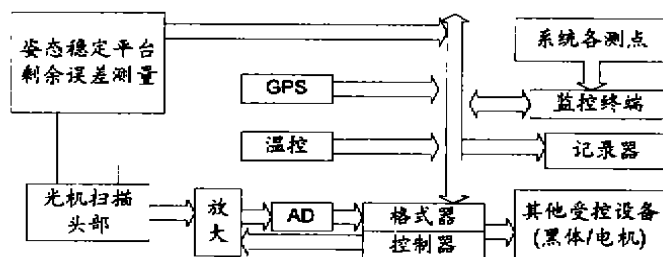 姿态稳定平台
剩余误差测量
系统各测点
GPS
监控终端
温控
记录器
光机扫描
头部
放
大
AD
格式器
控制器
其他受控设备
(黑体/电机)